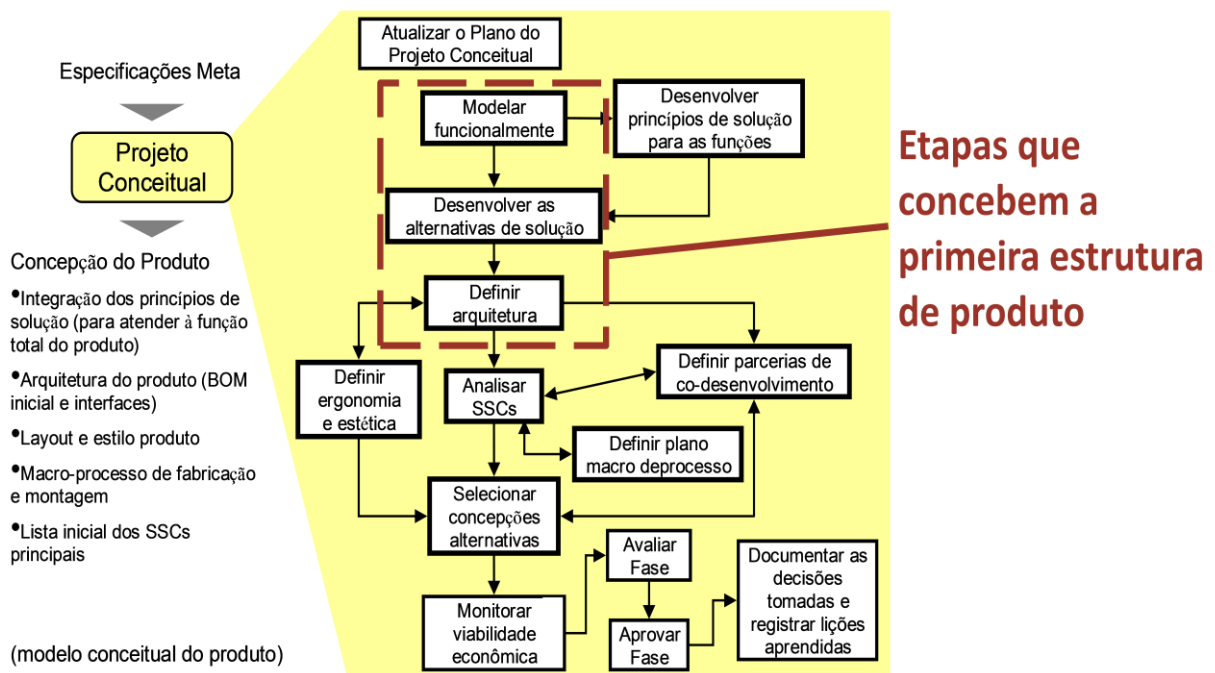 Especificações Meta
Projeto
Conceitual
Concepção do Produto
•Integração dos princípios de
solução (para atender à função
total do produto)
•Arquitetura do produto (BOM
inicial e interfaces)
•Layout e estilo produto
•Macro-processo de fabricação
e montagem
•Lista inicial dos SSCs
principais
(modelo conceitual do produto)
Atualizar o Plano do
Projeto Conceitual
Modelar
funcionalmente
Desenvolver
princípios de solução
para as funções
Desenvolver as
alternativas de solução
Definir
arquitetura
Definir
ergonomia
e estética
Analisar
SSCs
Definir parcerias de
co-desenvolvimento
Definir plano
macro deprocesso
Selecionar
concepções
alternativas
Monitorar
viabilidade
econômica
Avaliar
Fase
Aprovar
Fase
Documentar as
decisões
tomadas e
registrar lições
aprendidas
Etapas que
concebem a
primeira estrutura
de produto